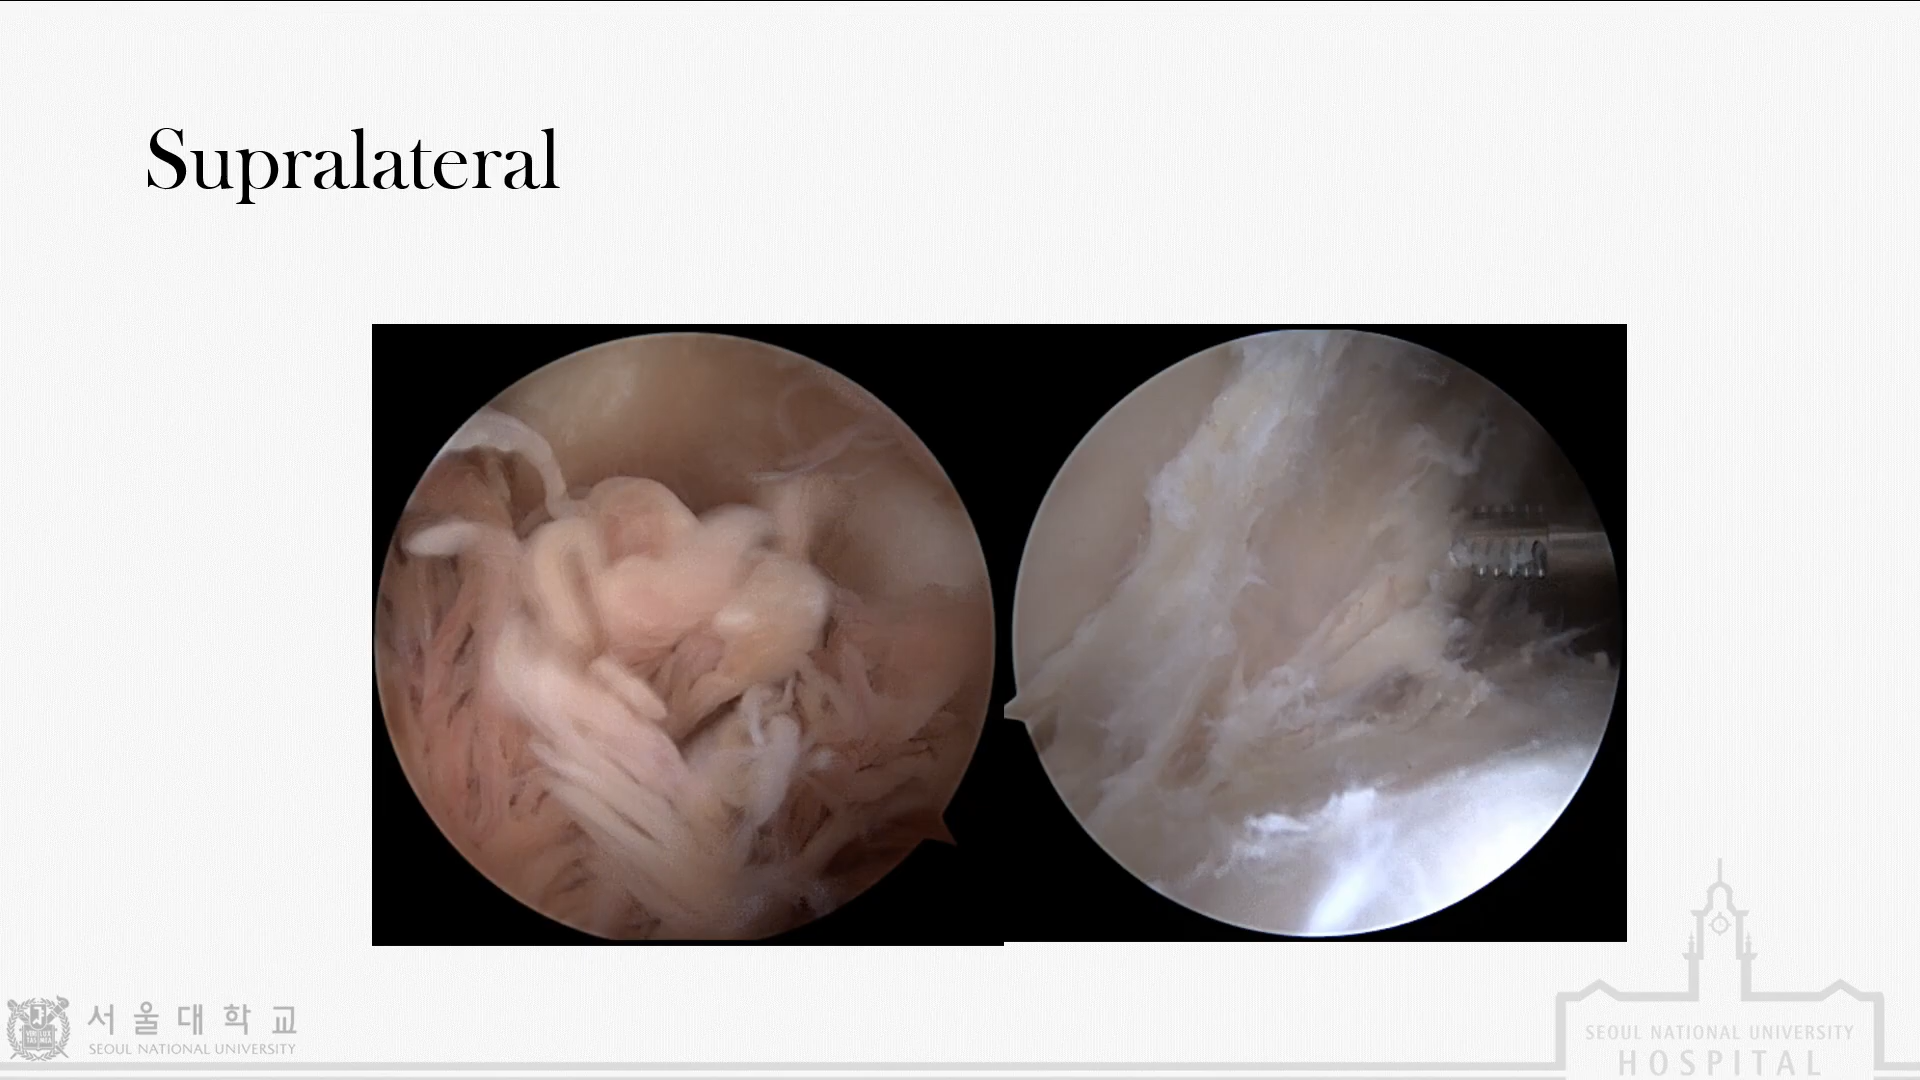 Supralateral
서울대학교
SEOUL NATIONAL UNIVERSITY
SEOUL NATIONAL UNIVERSITY
HOSPITAL